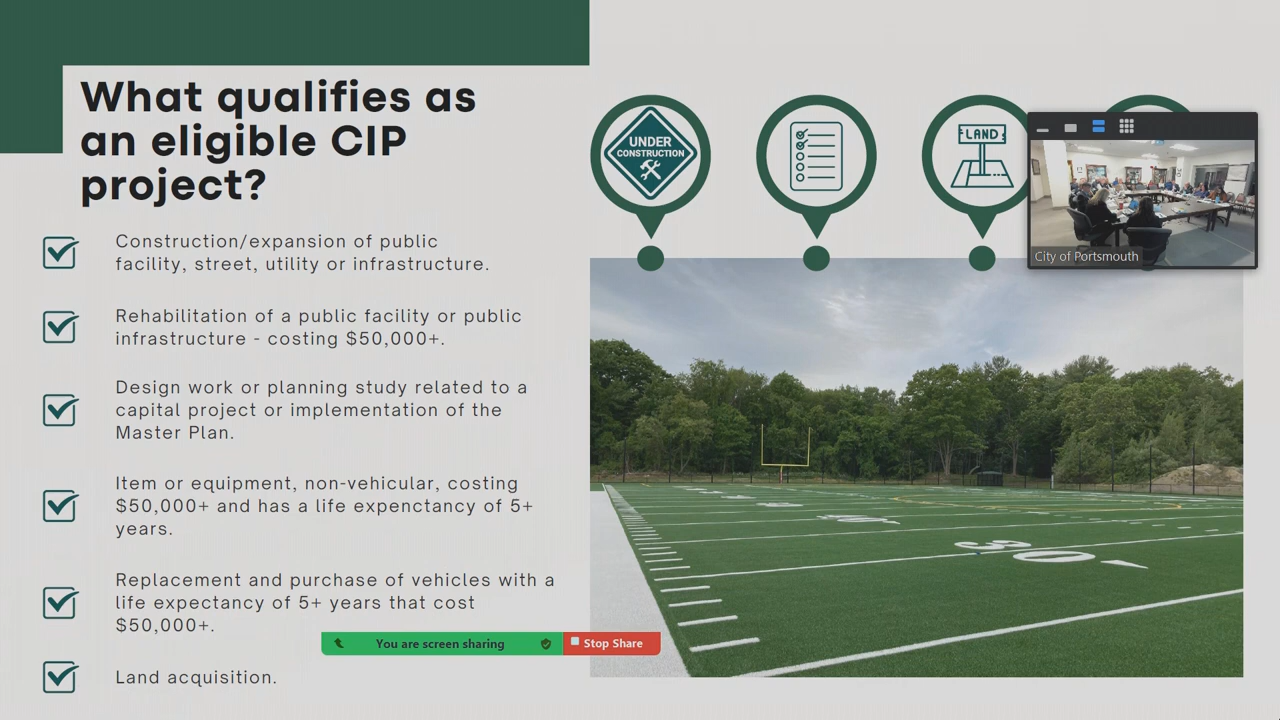 What qualifies as
an eligible CIP
project?
Construction/expansion of public
facility, street, utility or infrastructure.
Rehabilitation of a public facility or public
infrastructure - costing $50,000+.
Design work or planning study related to a
capital project or implementation of the
Master Plan.
Item or equipment, non-vehicular, costing
$50,000+ and has a life expenctancy of 5+
years.
Replacement and purchase of vehicles with a
life expectancy of 5+ years that cost
$50,000+.
Land acquisition.
UNDER
CONSTRUCTION
LAND
City of Portsmouth
30
You are screen sharing
Stop Share